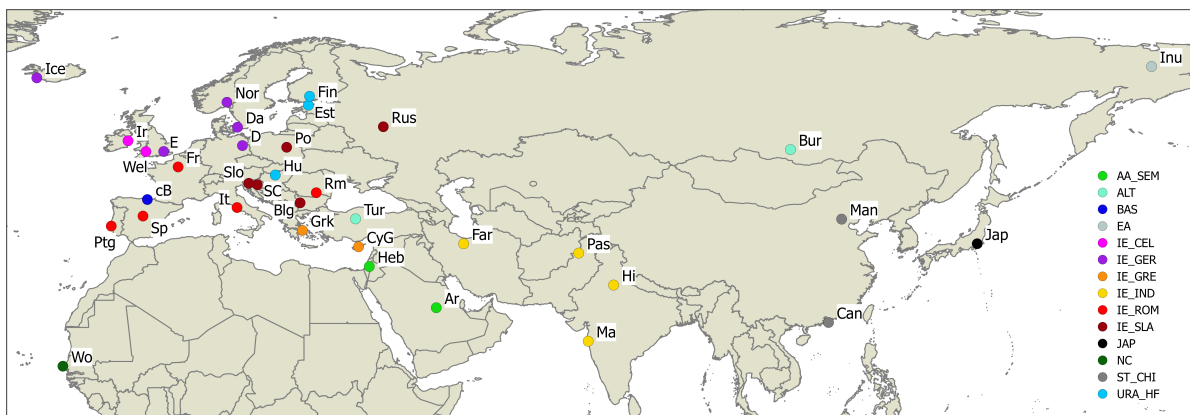 Ice
Inu
Nor
Fin
Da
Est
Rus
Ir
E
D
Po
Bur
Wel
Fr
Slo
Hu
cB
SC
Rm
It
Blg
Ptg
Sp
Grk
Tur
Man
CyG
Far
Pas
Jap
Heb
Hi
Ar
Can
Ma
Wo
AA_SEM
ALT
BAS
EA
IE_CEL
IE_GER
IE_GRE
IE_IND
IE_ROM
IE_SLA
JAP
NC
ST_CHI
URA_HF